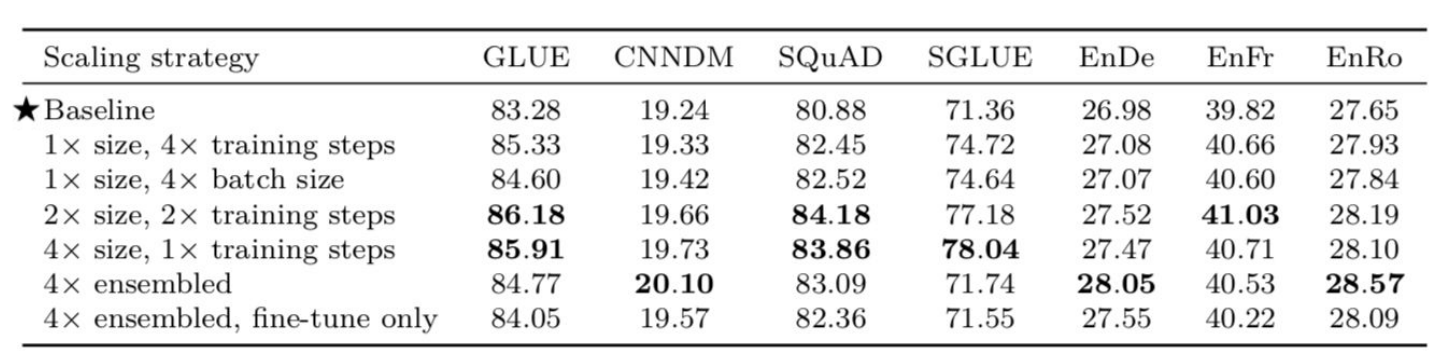 Scaling strategy GLUE CNNDM SQuAD SGLUE EnDe EnFr EnRo
★ Baseline 83.28 19.24 80.88 71.36 26.98 39.82 27.65
1× size, 4× training steps 85.33 19.33 82.45 74.72 27.08 40.66 27.93
1× size, 4× batch size 84.60 19.42 82.52 74.64 27.07 40.60 27.84
2× size, 2× training steps 86.18 19.66 84.18 77.18 27.52 41.03 28.19
4× size, 1× training steps 85.91 19.73 83.86 78.04 27.47 40.71 28.10
4× ensembled 84.77 20.10 83.09 71.74 28.05 40.53 28.57
4× ensembled, fine-tune only 84.05 19.57 82.36 71.55 27.55 40.22 28.09